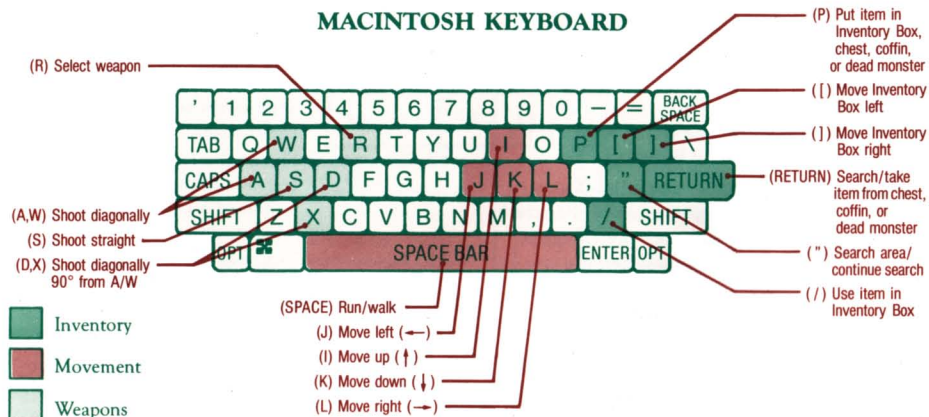 MACINTOSH KEYBOARD
(R) Select weapon
(P) Put item in
Inventory Box,
chest, coffin,
or dead monster
([) Move Inventory
Box left
(]) Move Inventory
Box right
(RETURN) Search/take
item from chest,
coffin, or
dead monster
(") Search area/
continue search
(/) Use item in
Inventory Box
' 1 2 3 4 5 6 7 8 9 0 – = BACK SPACE
TAB Q W E R T Y U I O P [ ] \
CAPS A S D F G H J K L ; " RETURN
SHIFT Z X C V B N M , . / SHIFT
OPT ⌘ SPACE BAR ENTER OPT
(A,W) Shoot diagonally
(S) Shoot straight
(D,X) Shoot diagonally
90° from A/W
(SPACE) Run/walk
(J) Move left (←)
(I) Move up (↑)
(K) Move down (↓)
(L) Move right (→)
Inventory
Movement
Weapons